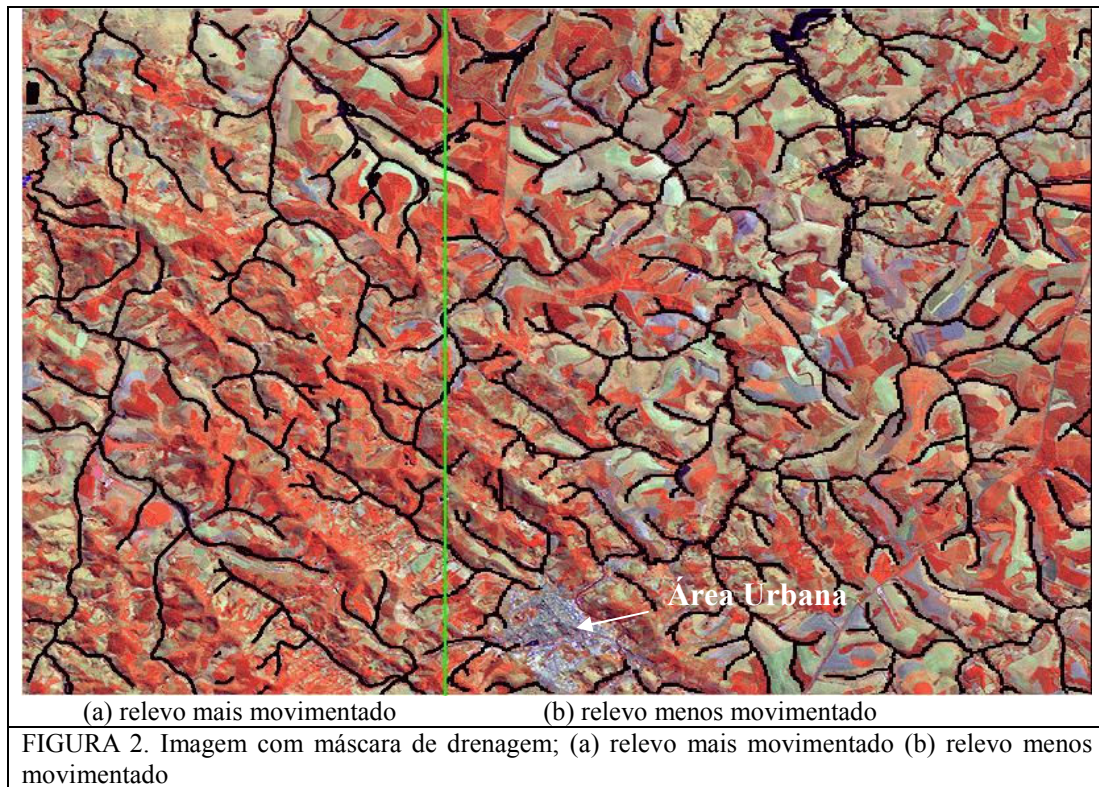 Área Urbana
(a) relevo mais movimentado (b) relevo menos movimentado
FIGURA 2. Imagem com máscara de drenagem; (a) relevo mais movimentado (b) relevo menos
movimentado